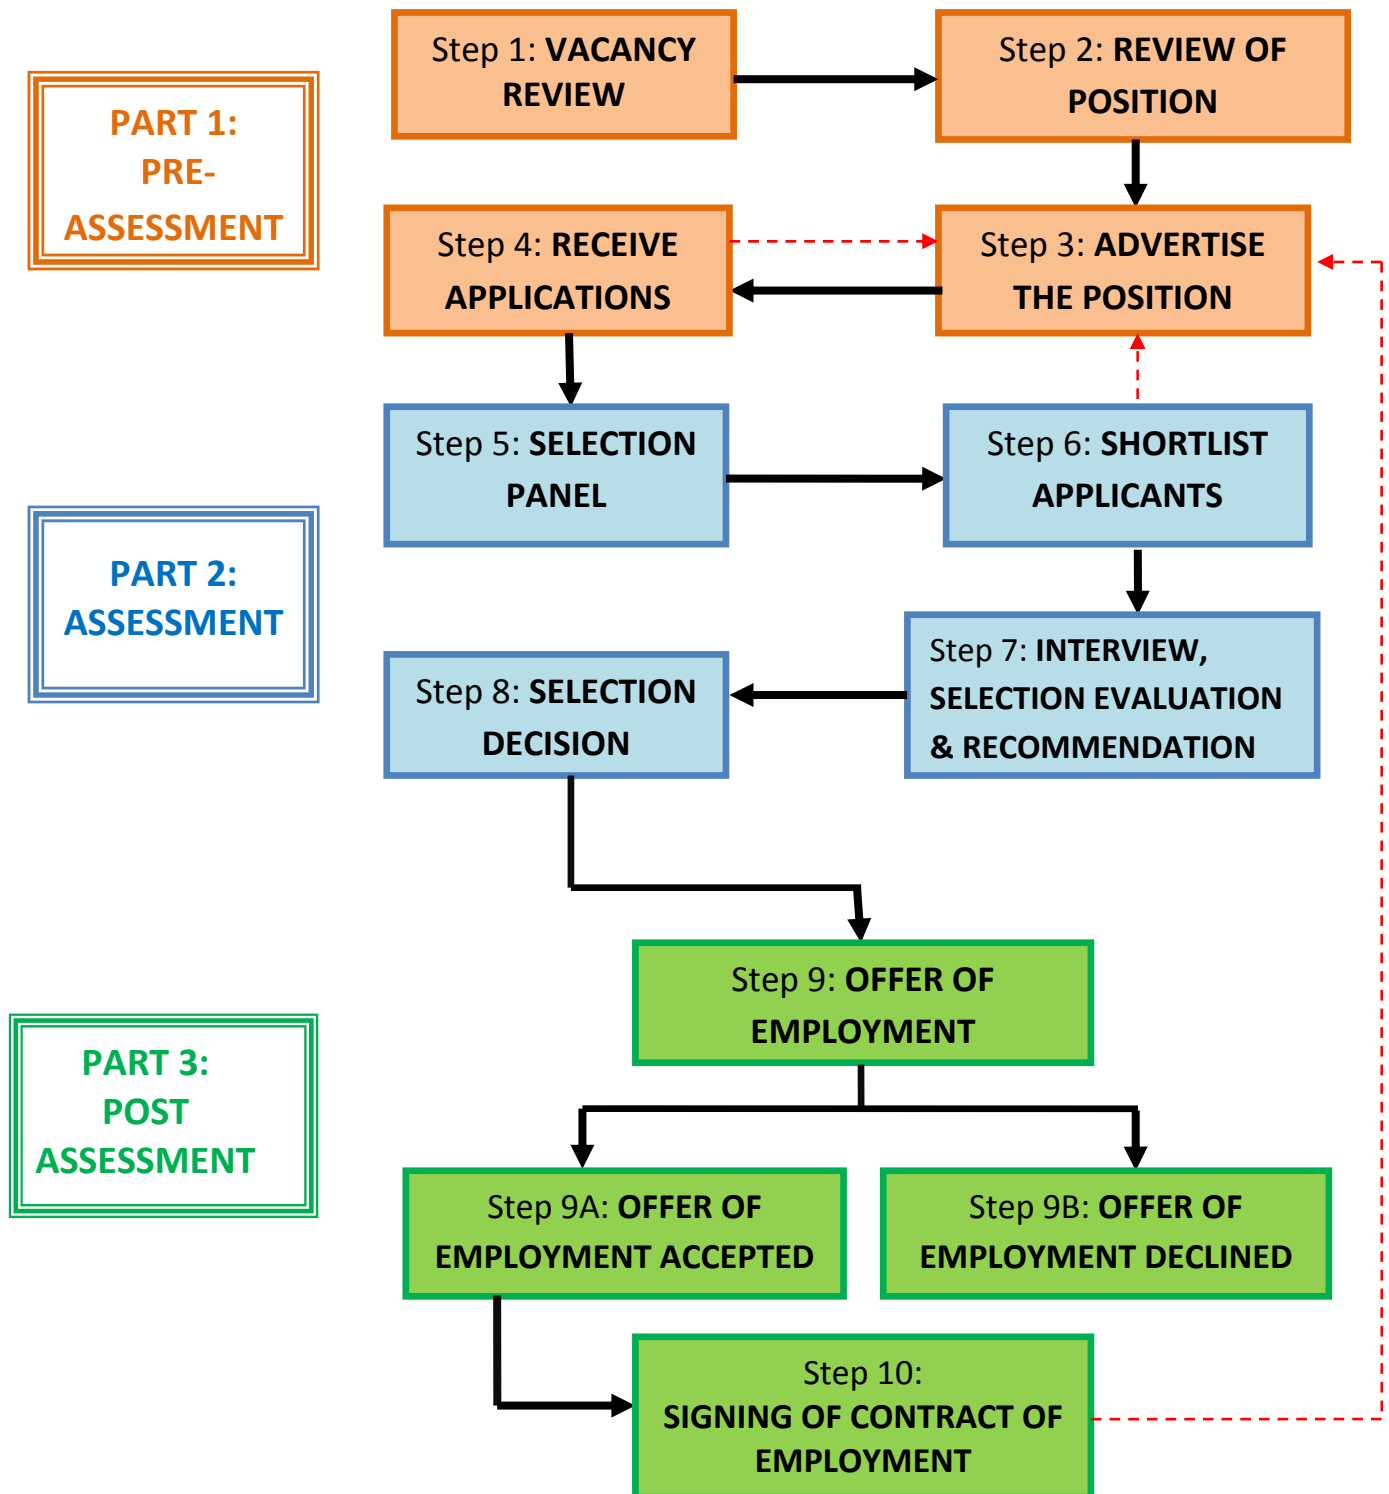 Step 1: VACANCY
REVIEW
Step 2: REVIEW OF
POSITION
PART 1:
PRE-
ASSESSMENT
Step 4: RECEIVE
APPLICATIONS
Step 3: ADVERTISE
THE POSITION
Step 5: SELECTION
PANEL
Step 6: SHORTLIST
APPLICANTS
PART 2:
ASSESSMENT
Step 8: SELECTION
DECISION
Step 7: INTERVIEW,
SELECTION EVALUATION
& RECOMMENDATION
Step 9: OFFER OF
EMPLOYMENT
PART 3:
POST
ASSESSMENT
Step 9A: OFFER OF
EMPLOYMENT ACCEPTED
Step 9B: OFFER OF
EMPLOYMENT DECLINED
Step 10:
SIGNING OF CONTRACT OF
EMPLOYMENT